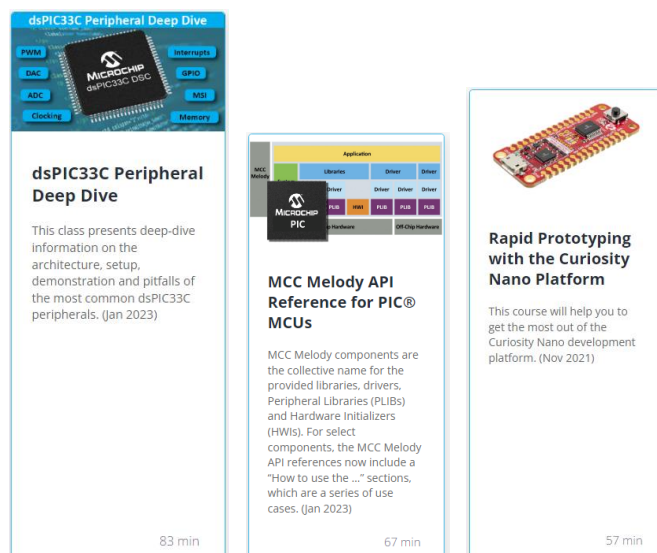 dsPIC33C Peripheral Deep Dive
PWM
DAC
ADC
Clocking
MICROCHIP
dsPIC33C DSC
Interrupts
GPIO
MSI
Memory
dsPIC33C Peripheral
Deep Dive
This class presents deep-dive
information on the
architecture, setup,
demonstration and pitfalls of
the most common dsPIC33C
peripherals. (Jan 2023)
83 min
MCC
Melody
Application
Libraries
Driver
Driver
Driver
Driver
Driver
Driver
PLIB
HWI
PLIB
PLIB
PLIB
Hardware
Off-Chip Hardware
MICROCHIP
PIC
MCC Melody API
Reference for PIC®
MCUs
MCC Melody components are
the collective name for the
provided libraries, drivers,
Peripheral Libraries (PLIBs)
and Hardware Initializers
(HWIs). For select
components, the MCC Melody
API references now include a
“How to use the ...” sections,
which are a series of use
cases. (Jan 2023)
67 min
Rapid Prototyping
with the Curiosity
Nano Platform
This course will help you to
get the most out of the
Curiosity Nano development
platform. (Nov 2021)
57 min